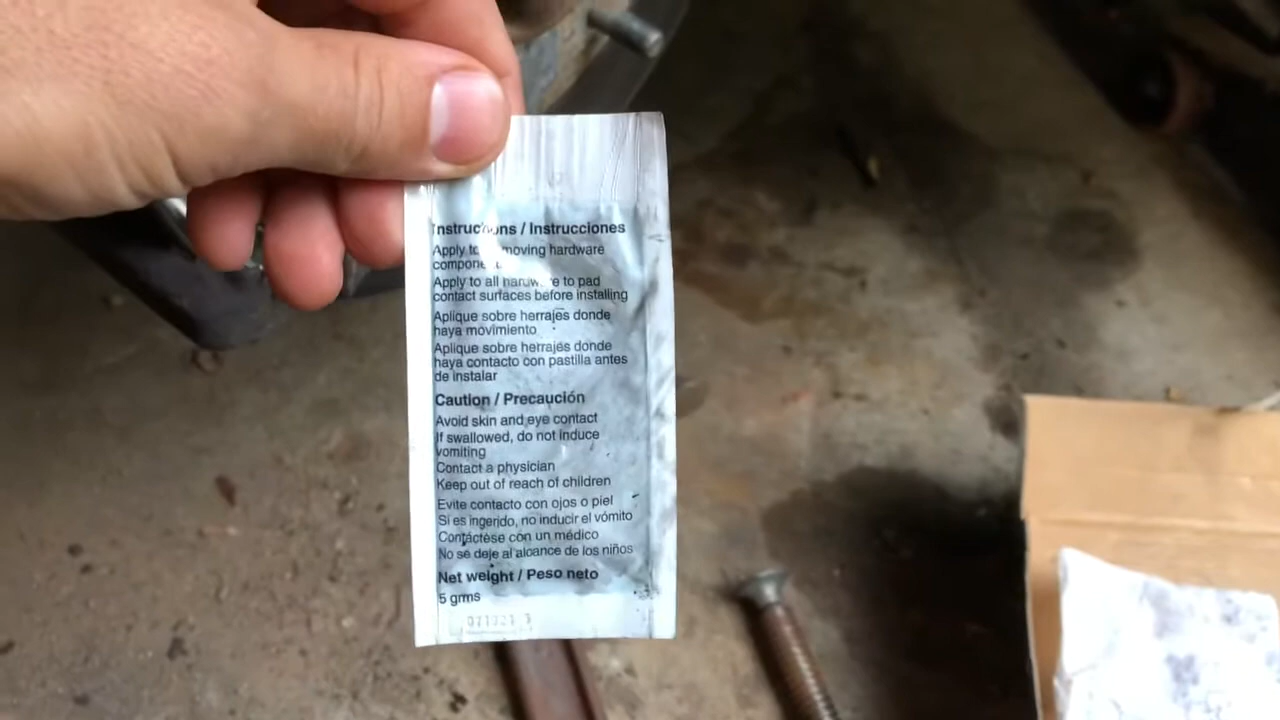 Instructions / Instrucciones
Apply to moving hardware
components
Apply to all hardware to pad
contact surfaces before installing
Aplique sobre herrajes donde
haya movimiento
Aplique sobre herrajes donde
haya contacto con pastilla antes
de instalar
Caution / Precaución
Avoid skin and eye contact
If swallowed, do not induce
vomiting
Contact a physician
Keep out of reach of children
Evite contacto con ojos o piel
Si es ingerido, no inducir el vómito
Contáctese con un médico
No se deje al alcance de los niños
Net weight / Peso neto
5 grms